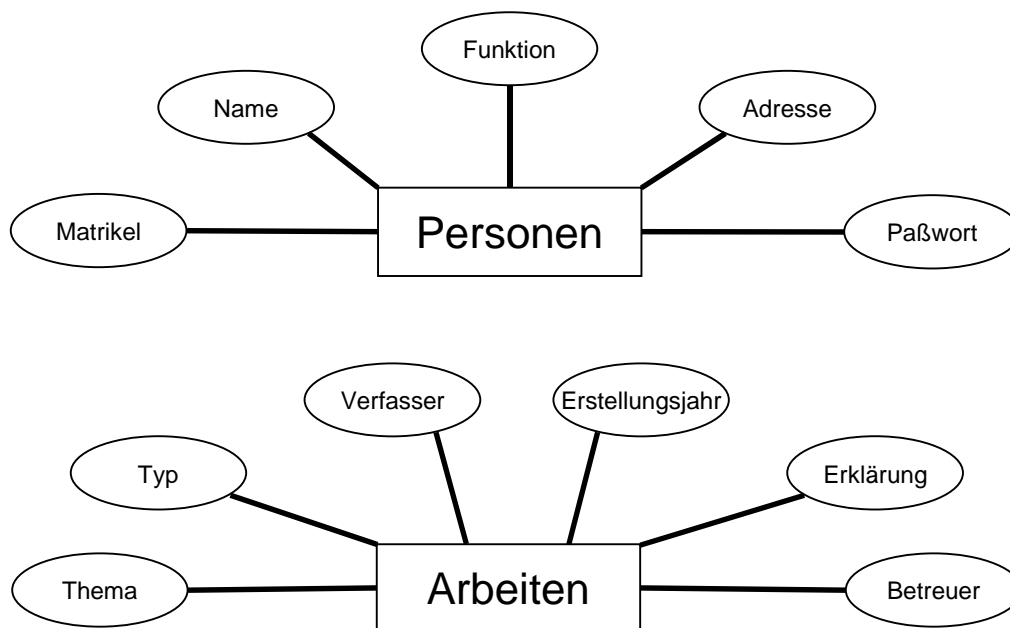 Funktion
Name
Adresse
Matrikel
Personen
Paßwort
Verfasser
Erstellungsjahr
Typ
Erklärung
Thema
Arbeiten
Betreuer